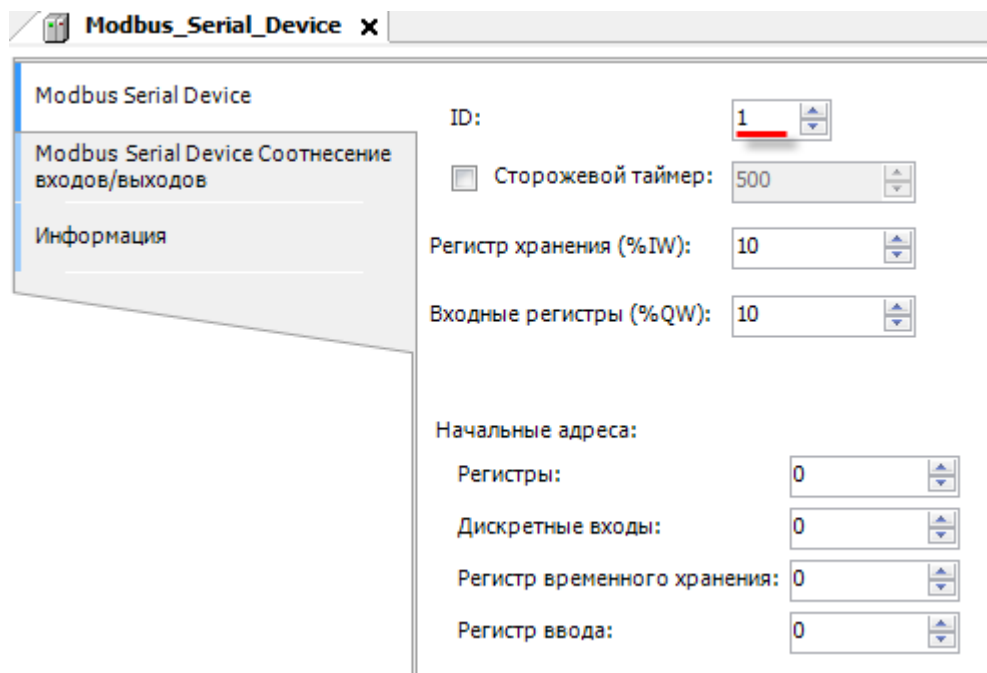 Modbus_Serial_Device x
Modbus Serial Device
Modbus Serial Device Соотнесение
входов/выходов
Информация
ID: 1
Сторожевой таймер: 500
Регистр хранения (%IW): 10
Входные регистры (%QW): 10
Начальные адреса:
Регистры: 0
Дискретные входы: 0
Регистр временного хранения: 0
Регистр ввода: 0